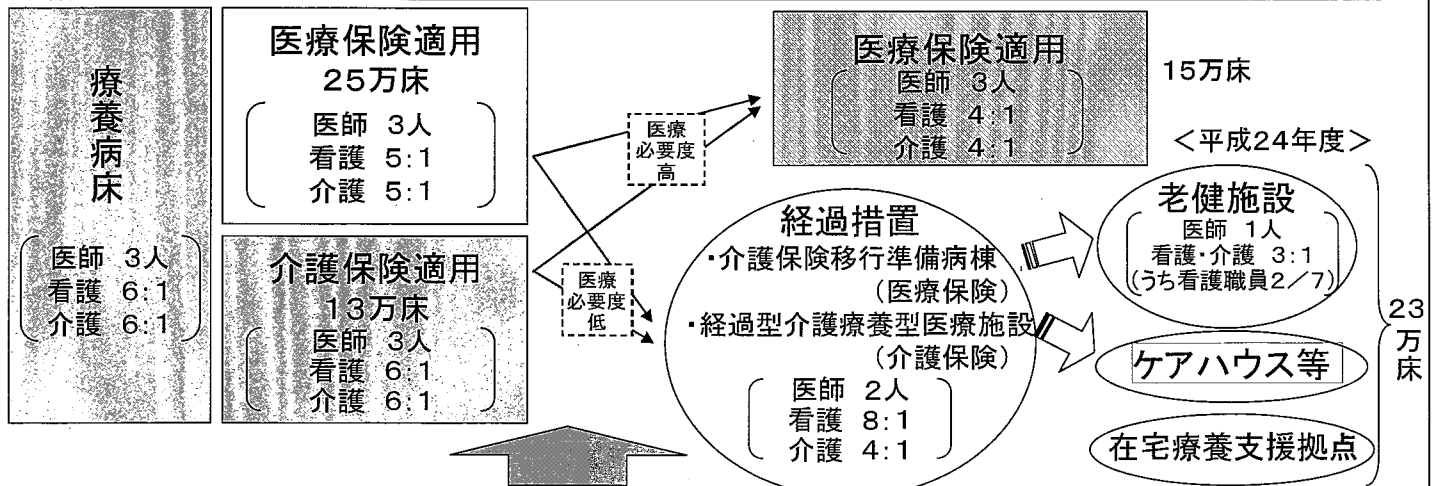 療養病床
医師 3人
看護 6:1
介護 6:1
医療保険適用
25万床
医師 3人
看護 5:1
介護 5:1
介護保険適用
13万床
医師 3人
看護 6:1
介護 6:1
医療
必要度
高
医療
必要度
低
医療保険適用
医師 3人
看護 4:1
介護 4:1
15万床
経過措置
・介護保険移行準備病棟
(医療保険)
・経過型介護療養型医療施設
(介護保険)
医師 2人
看護 8:1
介護 4:1
<平成24年度>
老健施設
医師 1人
看護・介護 3:1
(うち看護職員2/7)
ケアハウス等
在宅療養支援拠点
23万床